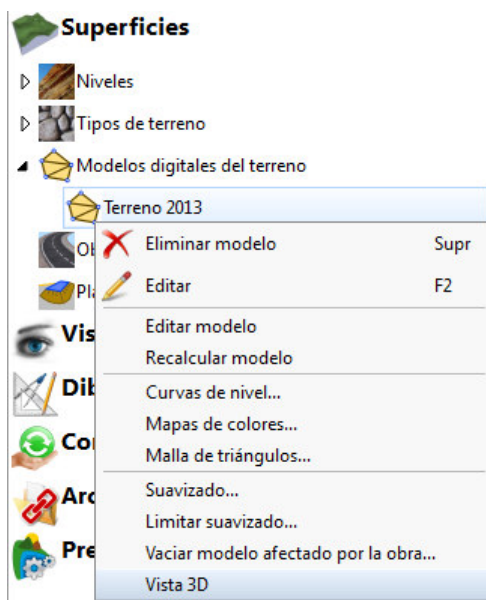 Superficies
Niveles
Tipos de terreno
Modelos digitales del terreno
Terreno 2013
Eliminar modelo Supr
Editar F2
Editar modelo
Recalcular modelo
Curvas de nivel...
Mapas de colores...
Malla de triángulos...
Suavizado...
Limitar suavizado...
Vaciar modelo afectado por la obra...
Vista 3D